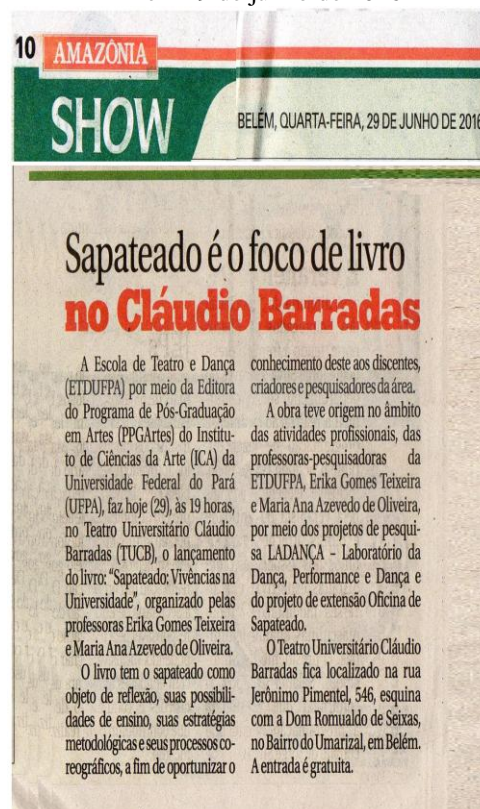 10 AMAZÔNIA
SHOW
BELÉM, QUARTA-FEIRA, 29 DE JUNHO DE 2016
Sapateado é o foco de livro
no Cláudio Barradas
A Escola de Teatro e Dança
(ETDUFPA) por meio da Editora
do Programa de Pós-Graduação
em Artes (PPGArtes) do Institu-
to de Ciências da Arte (ICA) da
Universidade Federal do Pará
(UFPA), faz hoje (29), às 19 horas,
no Teatro Universitário Cláudio
Barradas (TUCB), o lançamento
do livro: “Sapateado: Vivências na
Universidade”, organizado pelas
professoras Erika Gomes Teixeira
e Maria Ana Azevedo de Oliveira.
O livro tem o sapateado como
objeto de reflexão, suas possibili-
dades de ensino, suas estratégias
metodológicas e seus processos co-
reográficos, a fim de oportunizar o
conhecimento deste aos discentes,
criadores e pesquisadores da área.
A obra teve origem no âmbito
das atividades profissionais, das
professoras-pesquisadoras da
ETDUFPA, Erika Gomes Teixeira
e Maria Ana Azevedo de Oliveira,
por meio dos projetos de pesqui-
sa LADANÇA – Laboratório da
Dança, Performance e Dança e
do projeto de extensão Oficina de
Sapateado.
O Teatro Universitário Cláudio
Barradas fica localizado na rua
Jerônimo Pimentel, 546, esquina
com a Dom Romualdo de Seixas,
no Bairro do Umarizal, em Belém.
A entrada é gratuita.